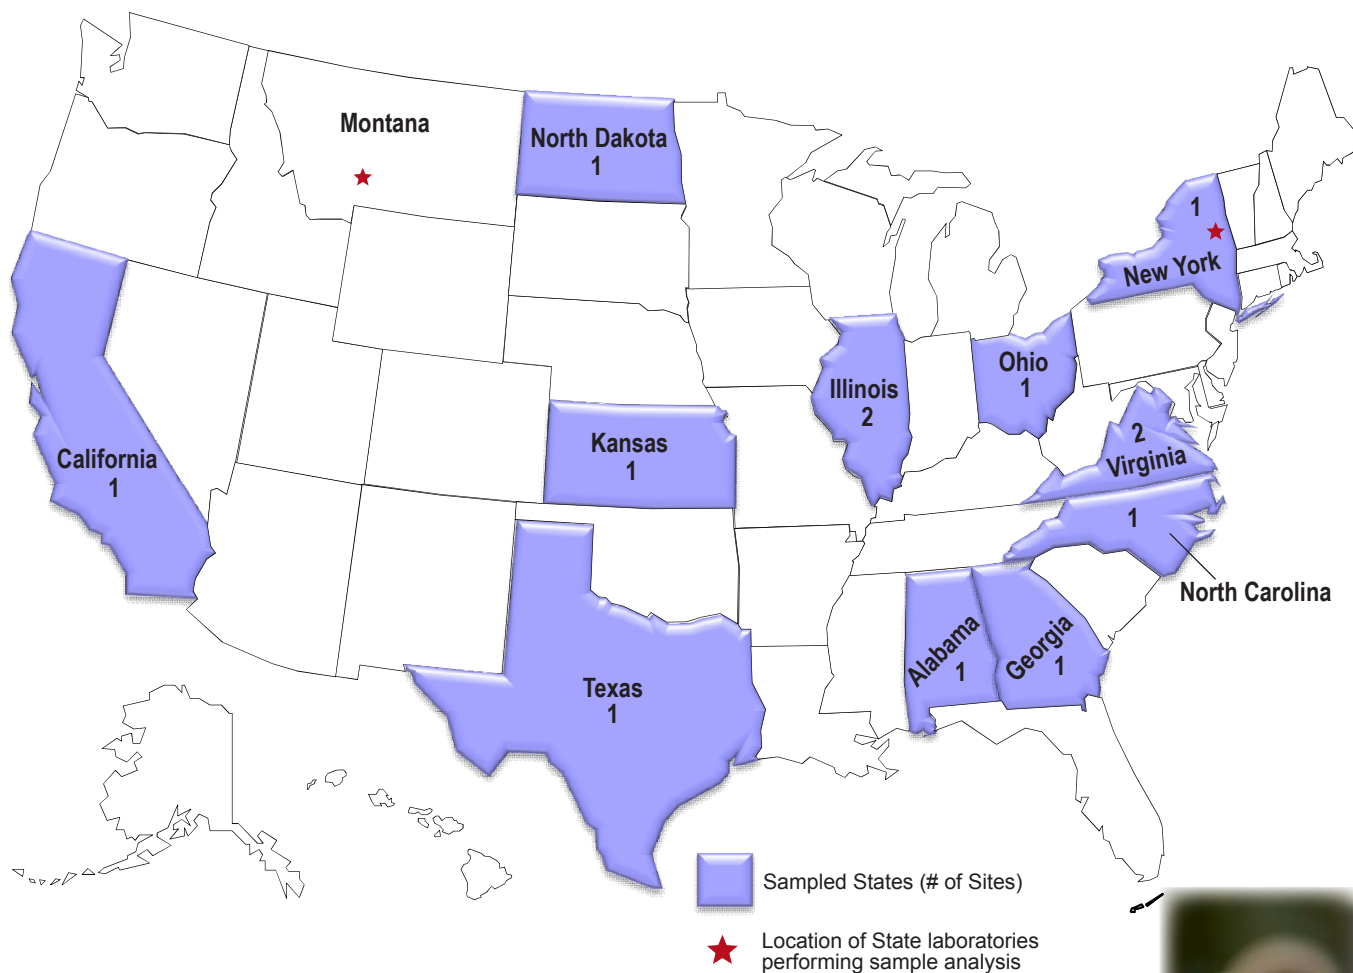 Montana
North Dakota
1
1
New York
Ohio
1
Illinois
2
Kansas
1
California
1
2
Virginia
1
North Carolina
Alabama
1
Georgia
1
Texas
1
Sampled States (# of Sites)
Location of State laboratories
performing sample analysis